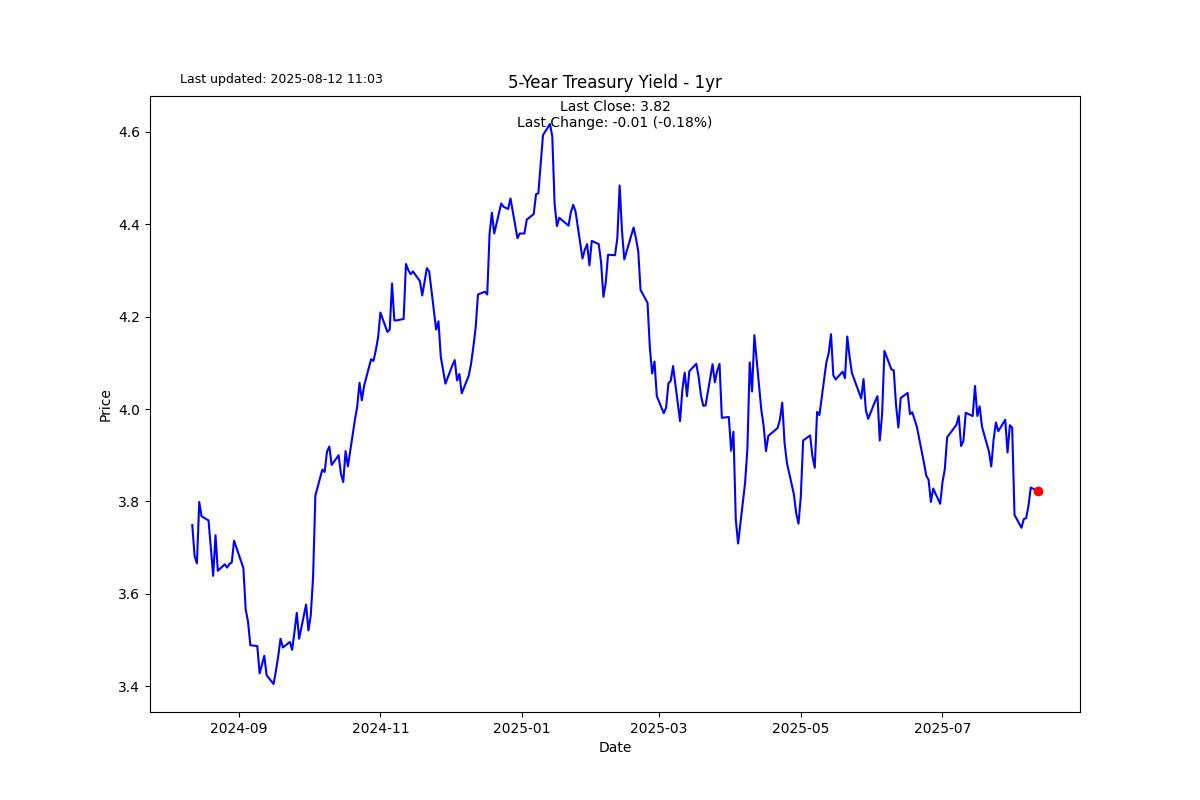 Last updated: 2025-08-12 11:03
5-Year Treasury Yield - 1yr
Last Close: 3.82
Last Change: -0.01 (-0.18%)
4.6
4.4
4.2
4.0
3.8
3.6
3.4
Price
2024-09 2024-11 2025-01 2025-03 2025-05 2025-07
Date